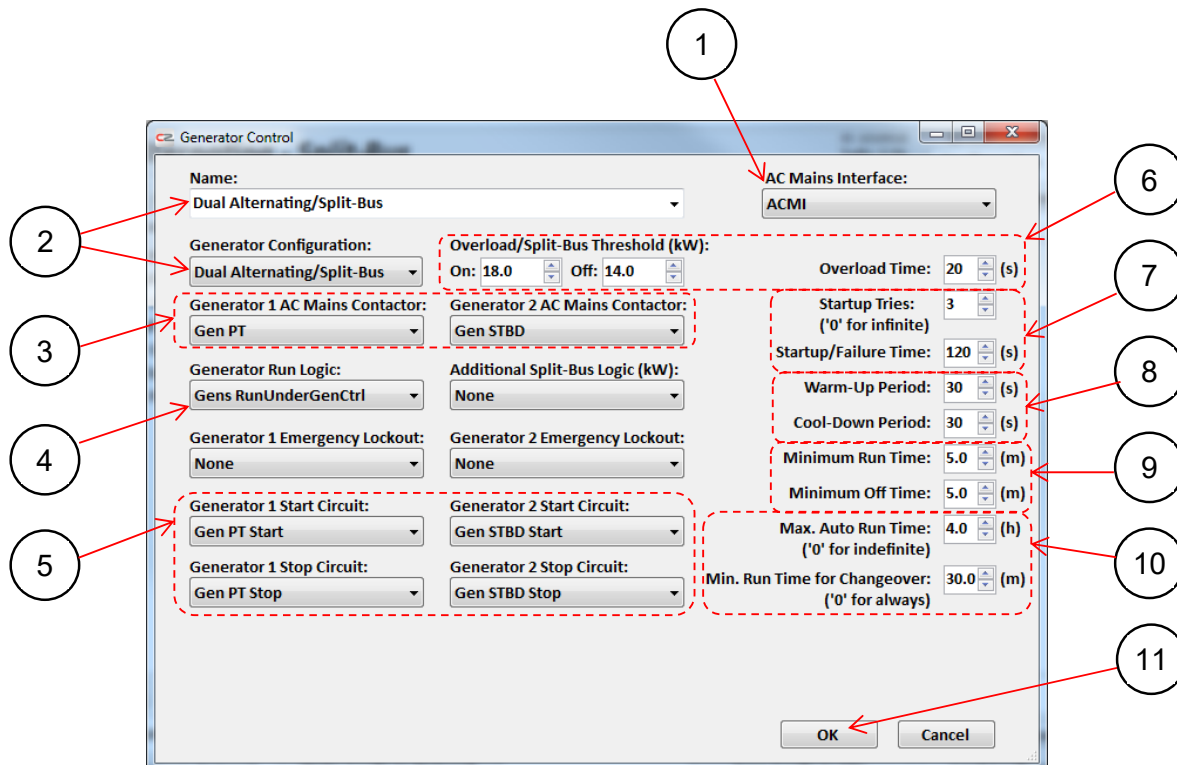 1
C2 Generator Control
Name:
AC Mains Interface:
Dual Alternating/Split-Bus
ACMI
6
2
Generator Configuration:
Overload/Split-Bus Threshold (kW):
Dual Alternating/Split-Bus
On: 18.0
Off: 14.0
Overload Time: 20 (s)
7
Generator 1 AC Mains Contactor:
Generator 2 AC Mains Contactor:
Startup Tries: 3
('0' for infinite)
3
Gen PT
Gen STBD
Startup/Failure Time: 120 (s)
8
Generator Run Logic:
Additional Split-Bus Logic (kW):
Warm-Up Period: 30 (s)
Gens RunUnderGenCtrl
None
Cool-Down Period: 30 (s)
4
Generator 1 Emergency Lockout:
Generator 2 Emergency Lockout:
Minimum Run Time: 5.0 (m)
9
None
None
Minimum Off Time: 5.0 (m)
Generator 1 Start Circuit:
Generator 2 Start Circuit:
Max. Auto Run Time: 4.0 (h)
('0' for indefinite)
5
Gen PT Start
Gen STBD Start
10
Generator 1 Stop Circuit:
Generator 2 Stop Circuit:
Min. Run Time for Changeover: 30.0 (m)
('0' for always)
Gen PT Stop
Gen STBD Stop
11
OK
Cancel